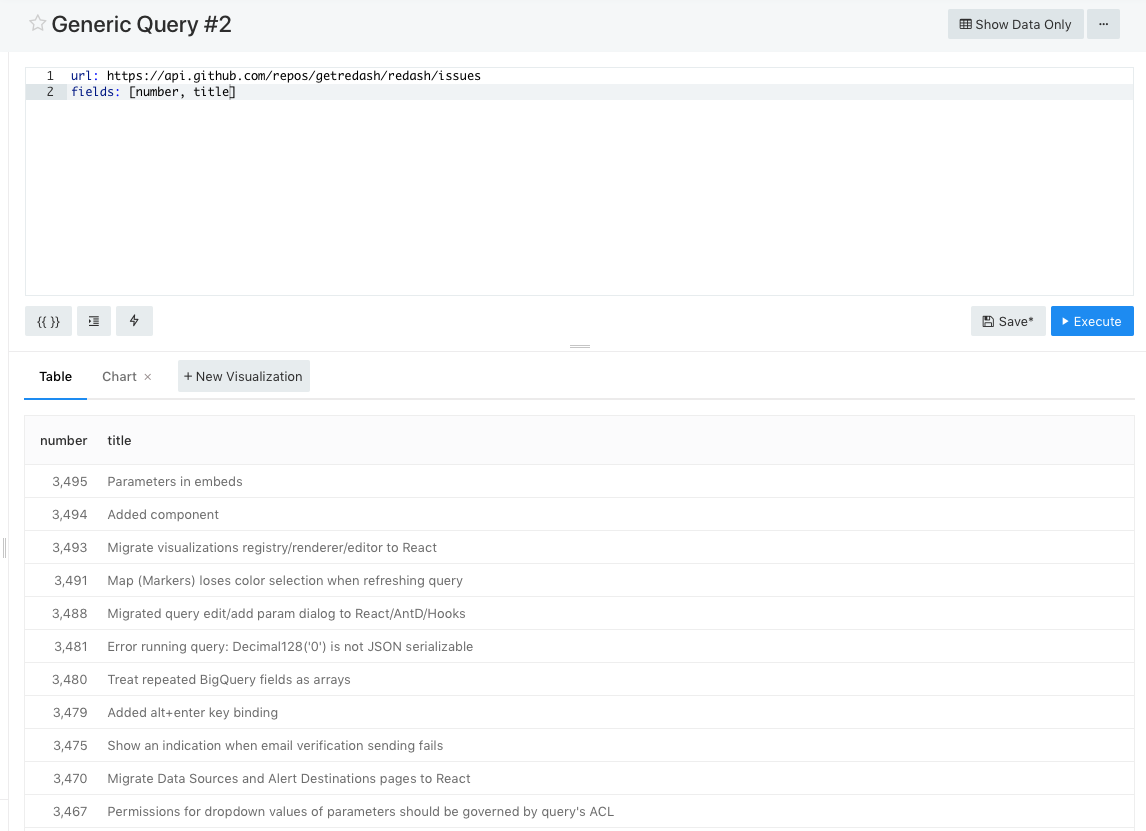 Generic Query #2
Show Data Only
...
1 url: https://api.github.com/repos/getredash/redash/issues
2 fields: [number, title]
{{ }}
Save*
Execute
Table
Chart ×
+ New Visualization
number title
3,495 Parameters in embeds
3,494 Added component
3,493 Migrate visualizations registry/renderer/editor to React
3,491 Map (Markers) loses color selection when refreshing query
3,488 Migrated query edit/add param dialog to React/AntD/Hooks
3,481 Error running query: Decimal128('0') is not JSON serializable
3,480 Treat repeated BigQuery fields as arrays
3,479 Added alt+enter key binding
3,475 Show an indication when email verification sending fails
3,470 Migrate Data Sources and Alert Destinations pages to React
3,467 Permissions for dropdown values of parameters should be governed by query's ACL